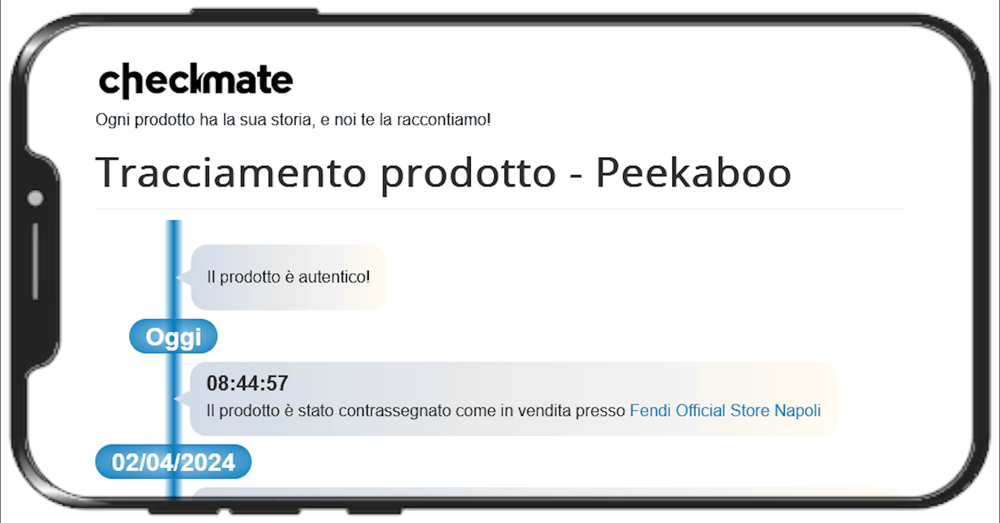 checkmate
Ogni prodotto ha la sua storia, e noi te la raccontiamo!
Tracciamento prodotto - Peekaboo
Il prodotto è autentico!
Oggi
08:44:57
Il prodotto è stato contrassegnato come in vendita presso Fendi Official Store Napoli
02/04/2024